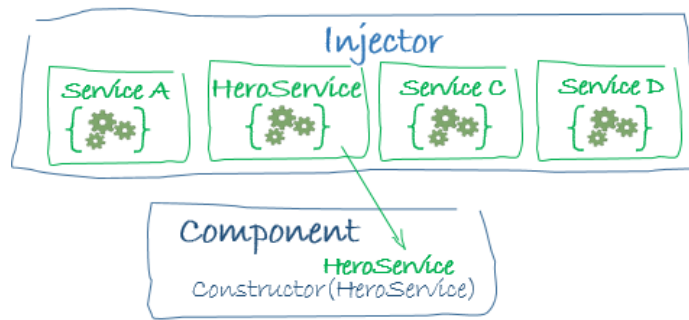 Injector
Service A
HeroService
Service C
Service D
{ }
{ }
{ }
{ }
Component
HeroService
Constructor(HeroService)